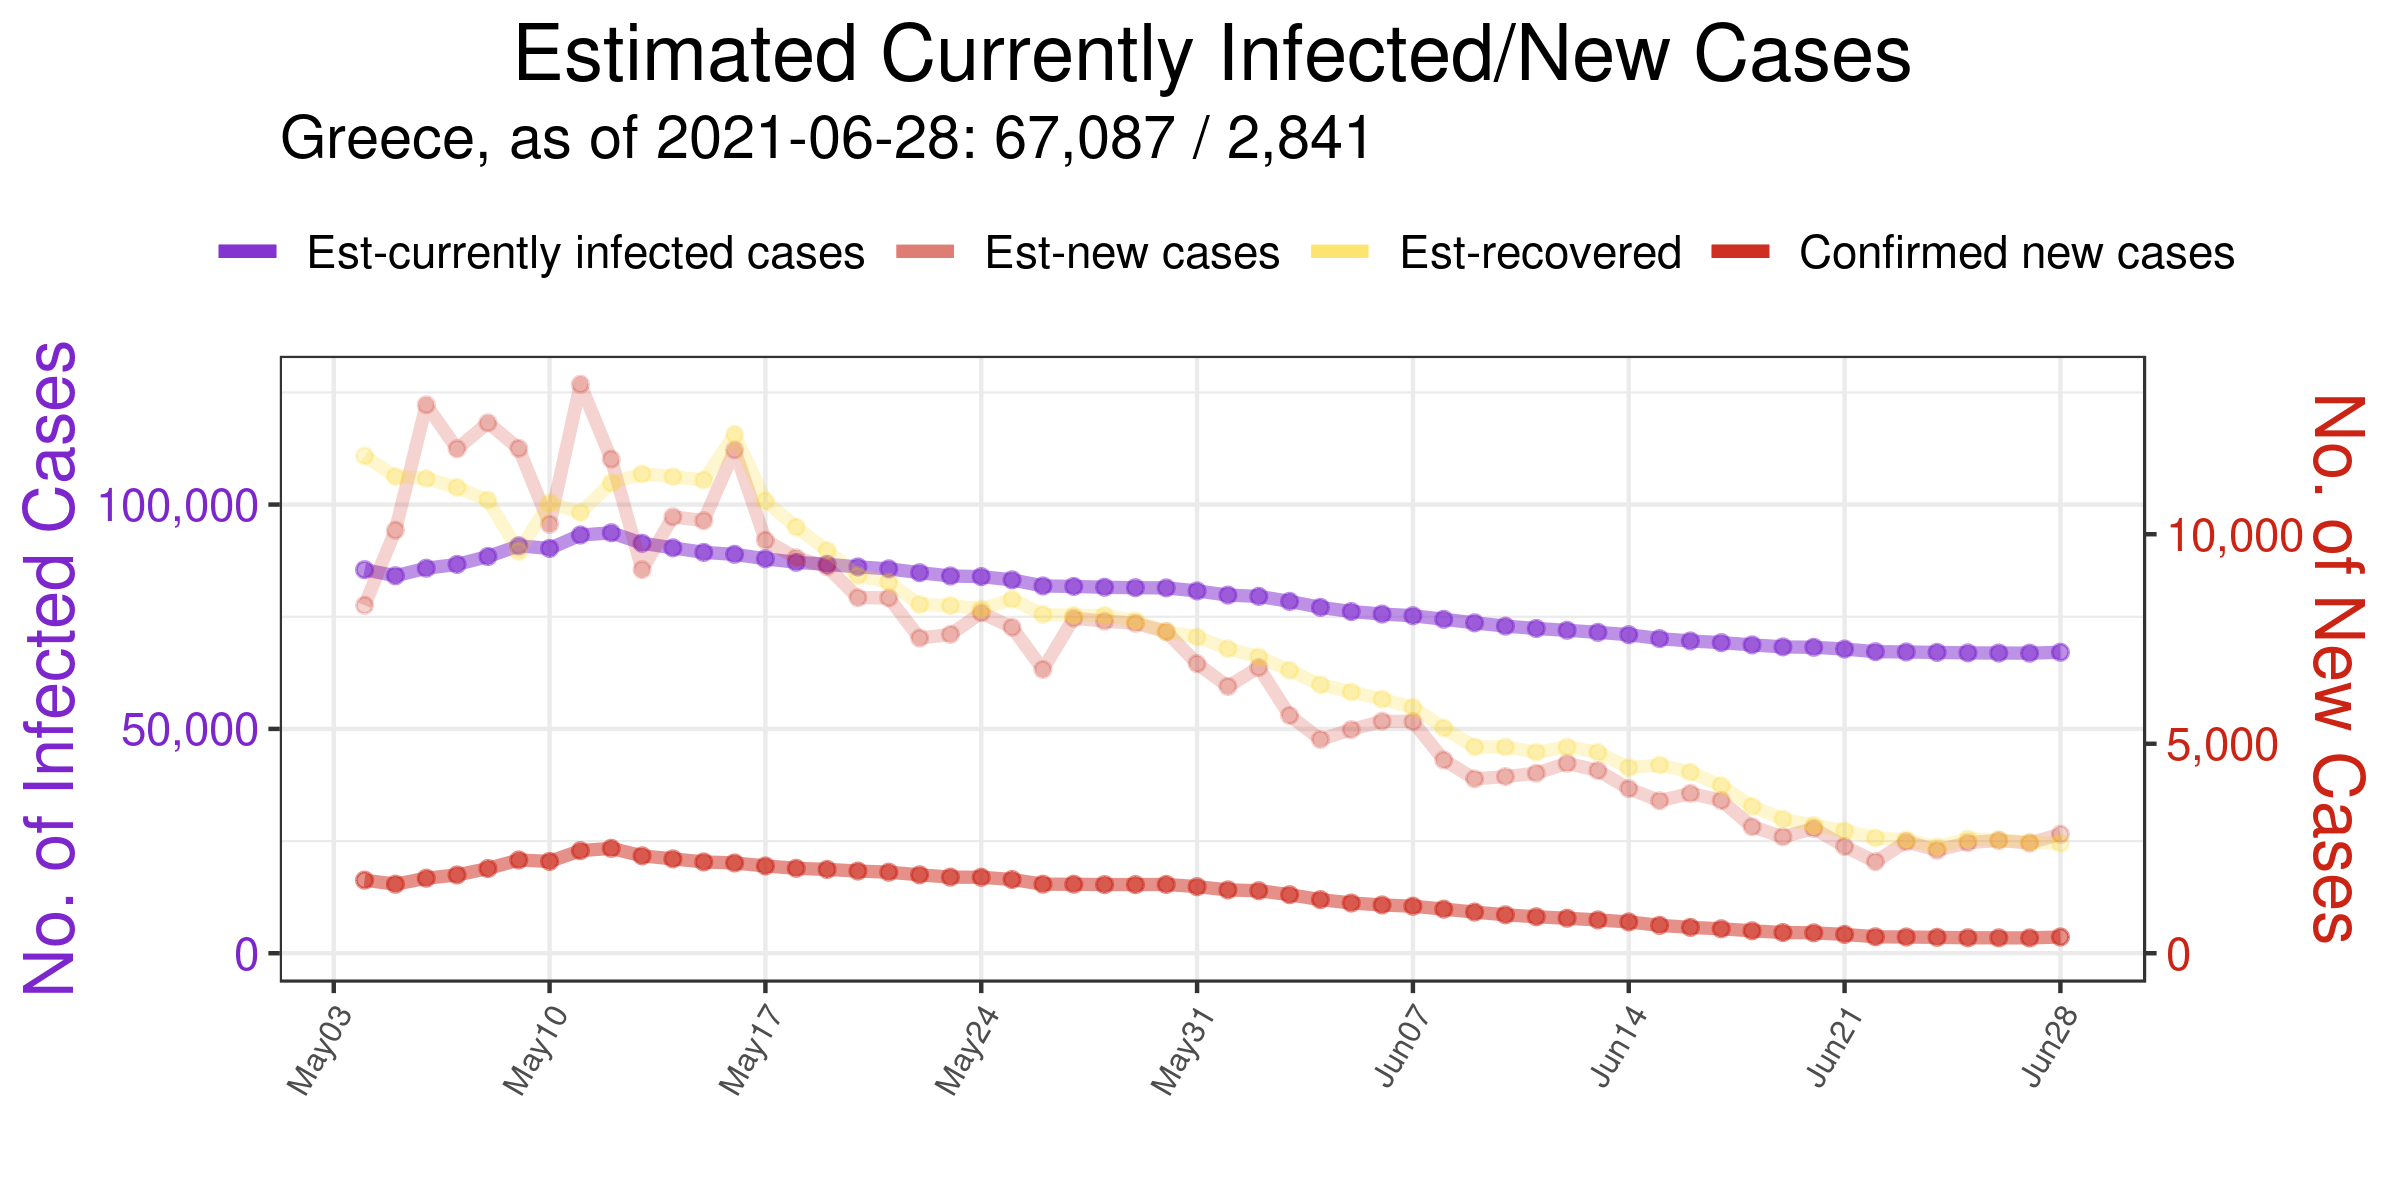 Estimated Currently Infected/New Cases
Greece, as of 2021-06-28: 67,087 / 2,841
Est-currently infected cases Est-new cases Est-recovered Confirmed new cases
No. of Infected Cases
100,000
50,000
0
No. of New Cases
10,000
5,000
0
May03 May10 May17 May24 May31 Jun07 Jun14 Jun21 Jun28